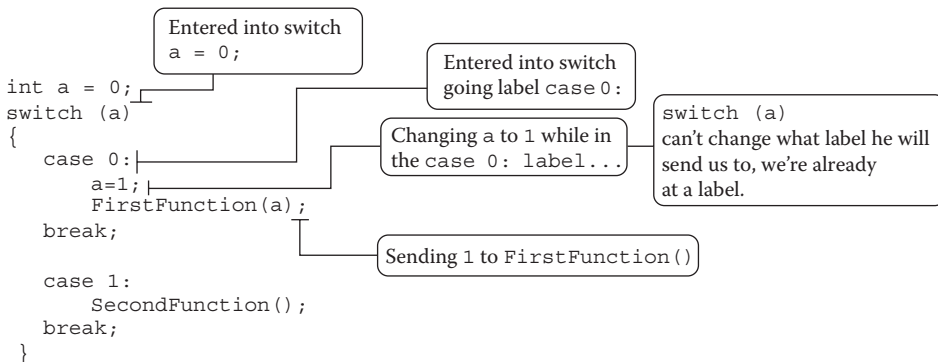 Entered into switch
a = 0;
int a = 0;
switch (a)
{
Entered into switch
going label case 0:
case 0:
Changing a to 1 while in
the case 0: label...
switch (a)
can't change what label he will
send us to, we're already
at a label.
a=1;
FirstFunction(a);
break;
Sending 1 to FirstFunction()
case 1:
SecondFunction();
break;
}